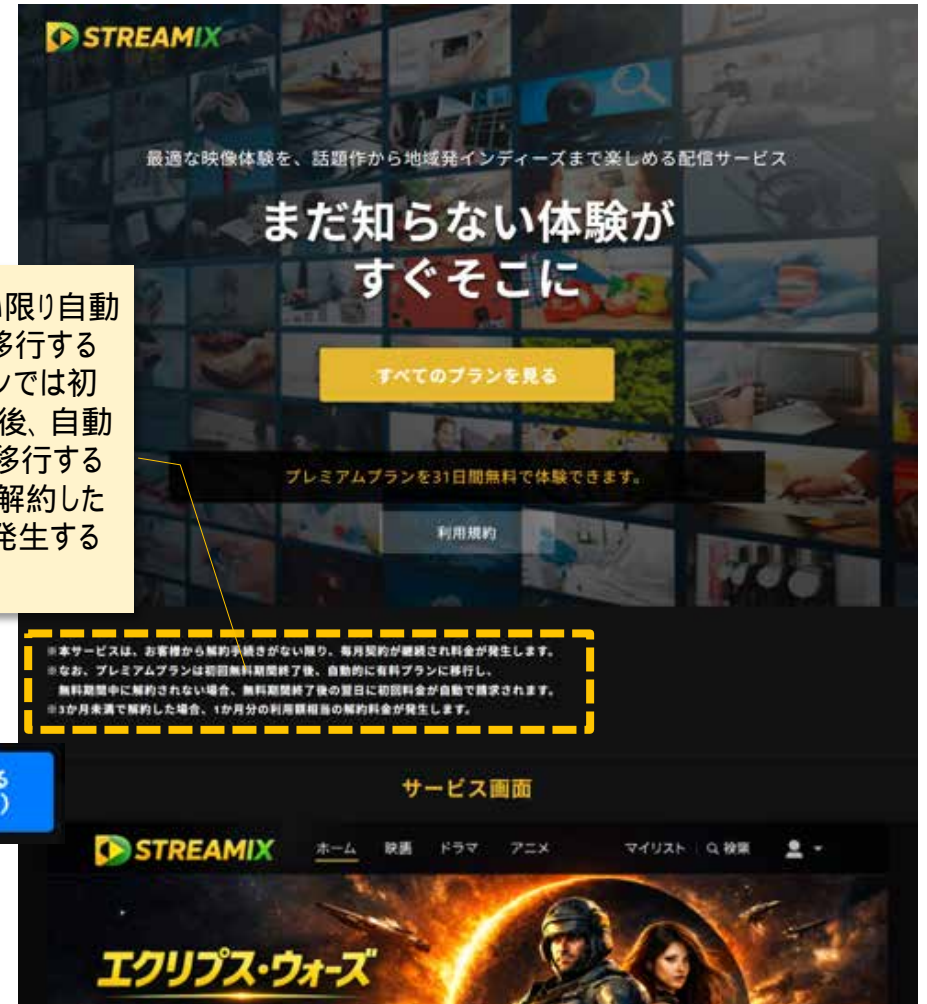 STREAMIX
最適な映像体験を、話題作から地域発インディーズまで楽しめる配信サービス
まだ知らない体験が
すぐそこに
い限り自動
移行する
ンでは初
後、自動
移行する
解約した
発生する
すべてのプランを見る
プレミアムプランを31日間無料で体験できます。
利用規約
※本サービスは、お客様から解約手続きがない限り、毎月契約が継続され料金が発生します。
※なお、プレミアムプランは初回無料期間終了後、自動的に有料プランに移行し、
無料期間中に解約されない場合、無料期間終了後の翌日に初回料金が自動で請求されます。
※3か月未満で解約した場合、1か月分の利用額相当の解約料金が発生します。
る
)
サービス画面
STREAMIX ホーム 映画 ドラマ アニメ マイリスト 検索
エクリプス・ウォーズ